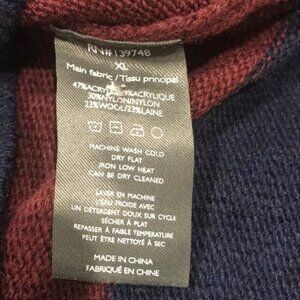 RN#139748
XL
Main fabric/Tissu principal
47%ACRYLIC/47%ACRYLIQUE
30%NYLON/NYLON
23%WOOL/23%LAINE
MACHINE WASH COLD
DRY FLAT
IRON LOW HEAT
CAN BE DRY CLEANED
LAVER EN MACHINE
L'EAU FROIDE AVEC
UN DÉTERGENT DOUX SUR CYCLE
SÉCHER À PLAT
REPASSER A FAIBLE TEMPÉRATURE
PEUT ÊTRE NETTOYÉ À SEC
MADE IN CHINA
FABRIQUÉ EN CHINE